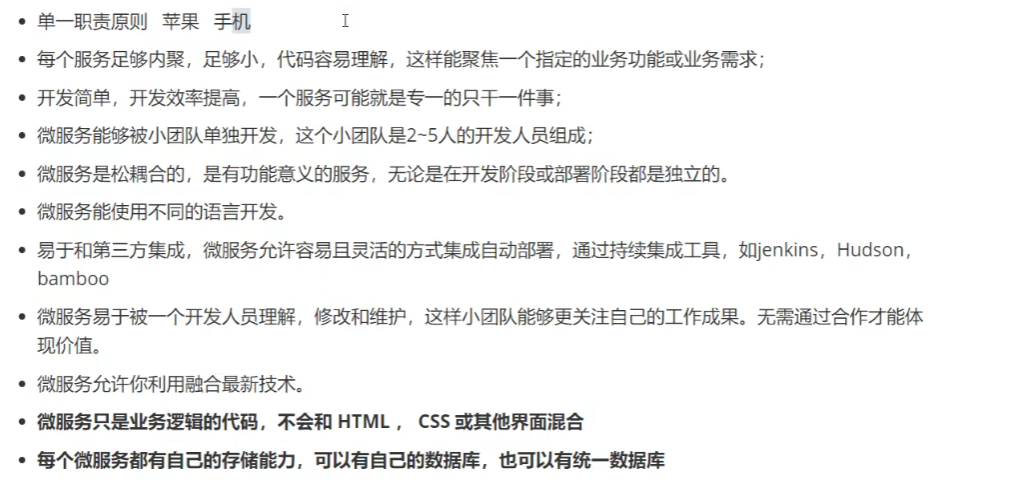 单一职责原则 苹果 手机
每个服务足够内聚，足够小，代码容易理解，这样能聚焦一个指定的业务功能或业务需求；
开发简单，开发效率提高，一个服务可能就是专一的只干一件事；
微服务能够被小团队单独开发，这个小团队是2~5人的开发人员组成；
微服务是松耦合的，是有功能意义的服务，无论是在开发阶段或部署阶段都是独立的。
微服务能使用不同的语言开发。
易于和第三方集成，微服务允许容易且灵活的方式集成自动部署，通过持续集成工具，如jenkins，Hudson，
bamboo
微服务易于被一个开发人员理解，修改和维护，这样小团队能够更关注自己的工作成果。无需通过合作才能体
现价值。
微服务允许你利用融合最新技术。
微服务只是业务逻辑的代码，不会和 HTML ， CSS 或其他界面混合
每个微服务都有自己的存储能力，可以有自己的数据库，也可以有统一数据库